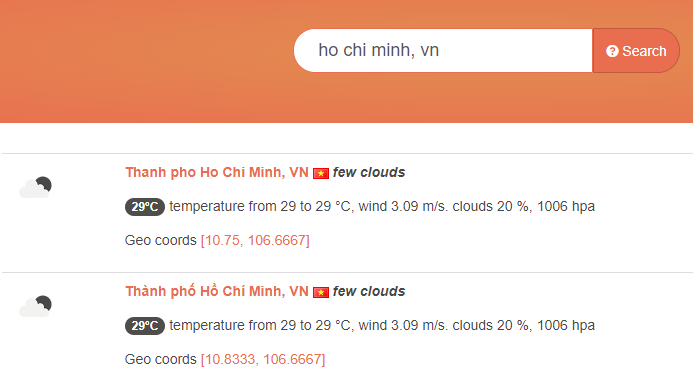 ho chi minh, vn
Search
Thanh pho Ho Chi Minh, VN few clouds
29°C temperature from 29 to 29 °C, wind 3.09 m/s. clouds 20 %, 1006 hpa
Geo coords [10.75, 106.6667]
Thành phố Hồ Chí Minh, VN few clouds
29°C temperature from 29 to 29 °C, wind 3.09 m/s. clouds 20 %, 1006 hpa
Geo coords [10.8333, 106.6667]